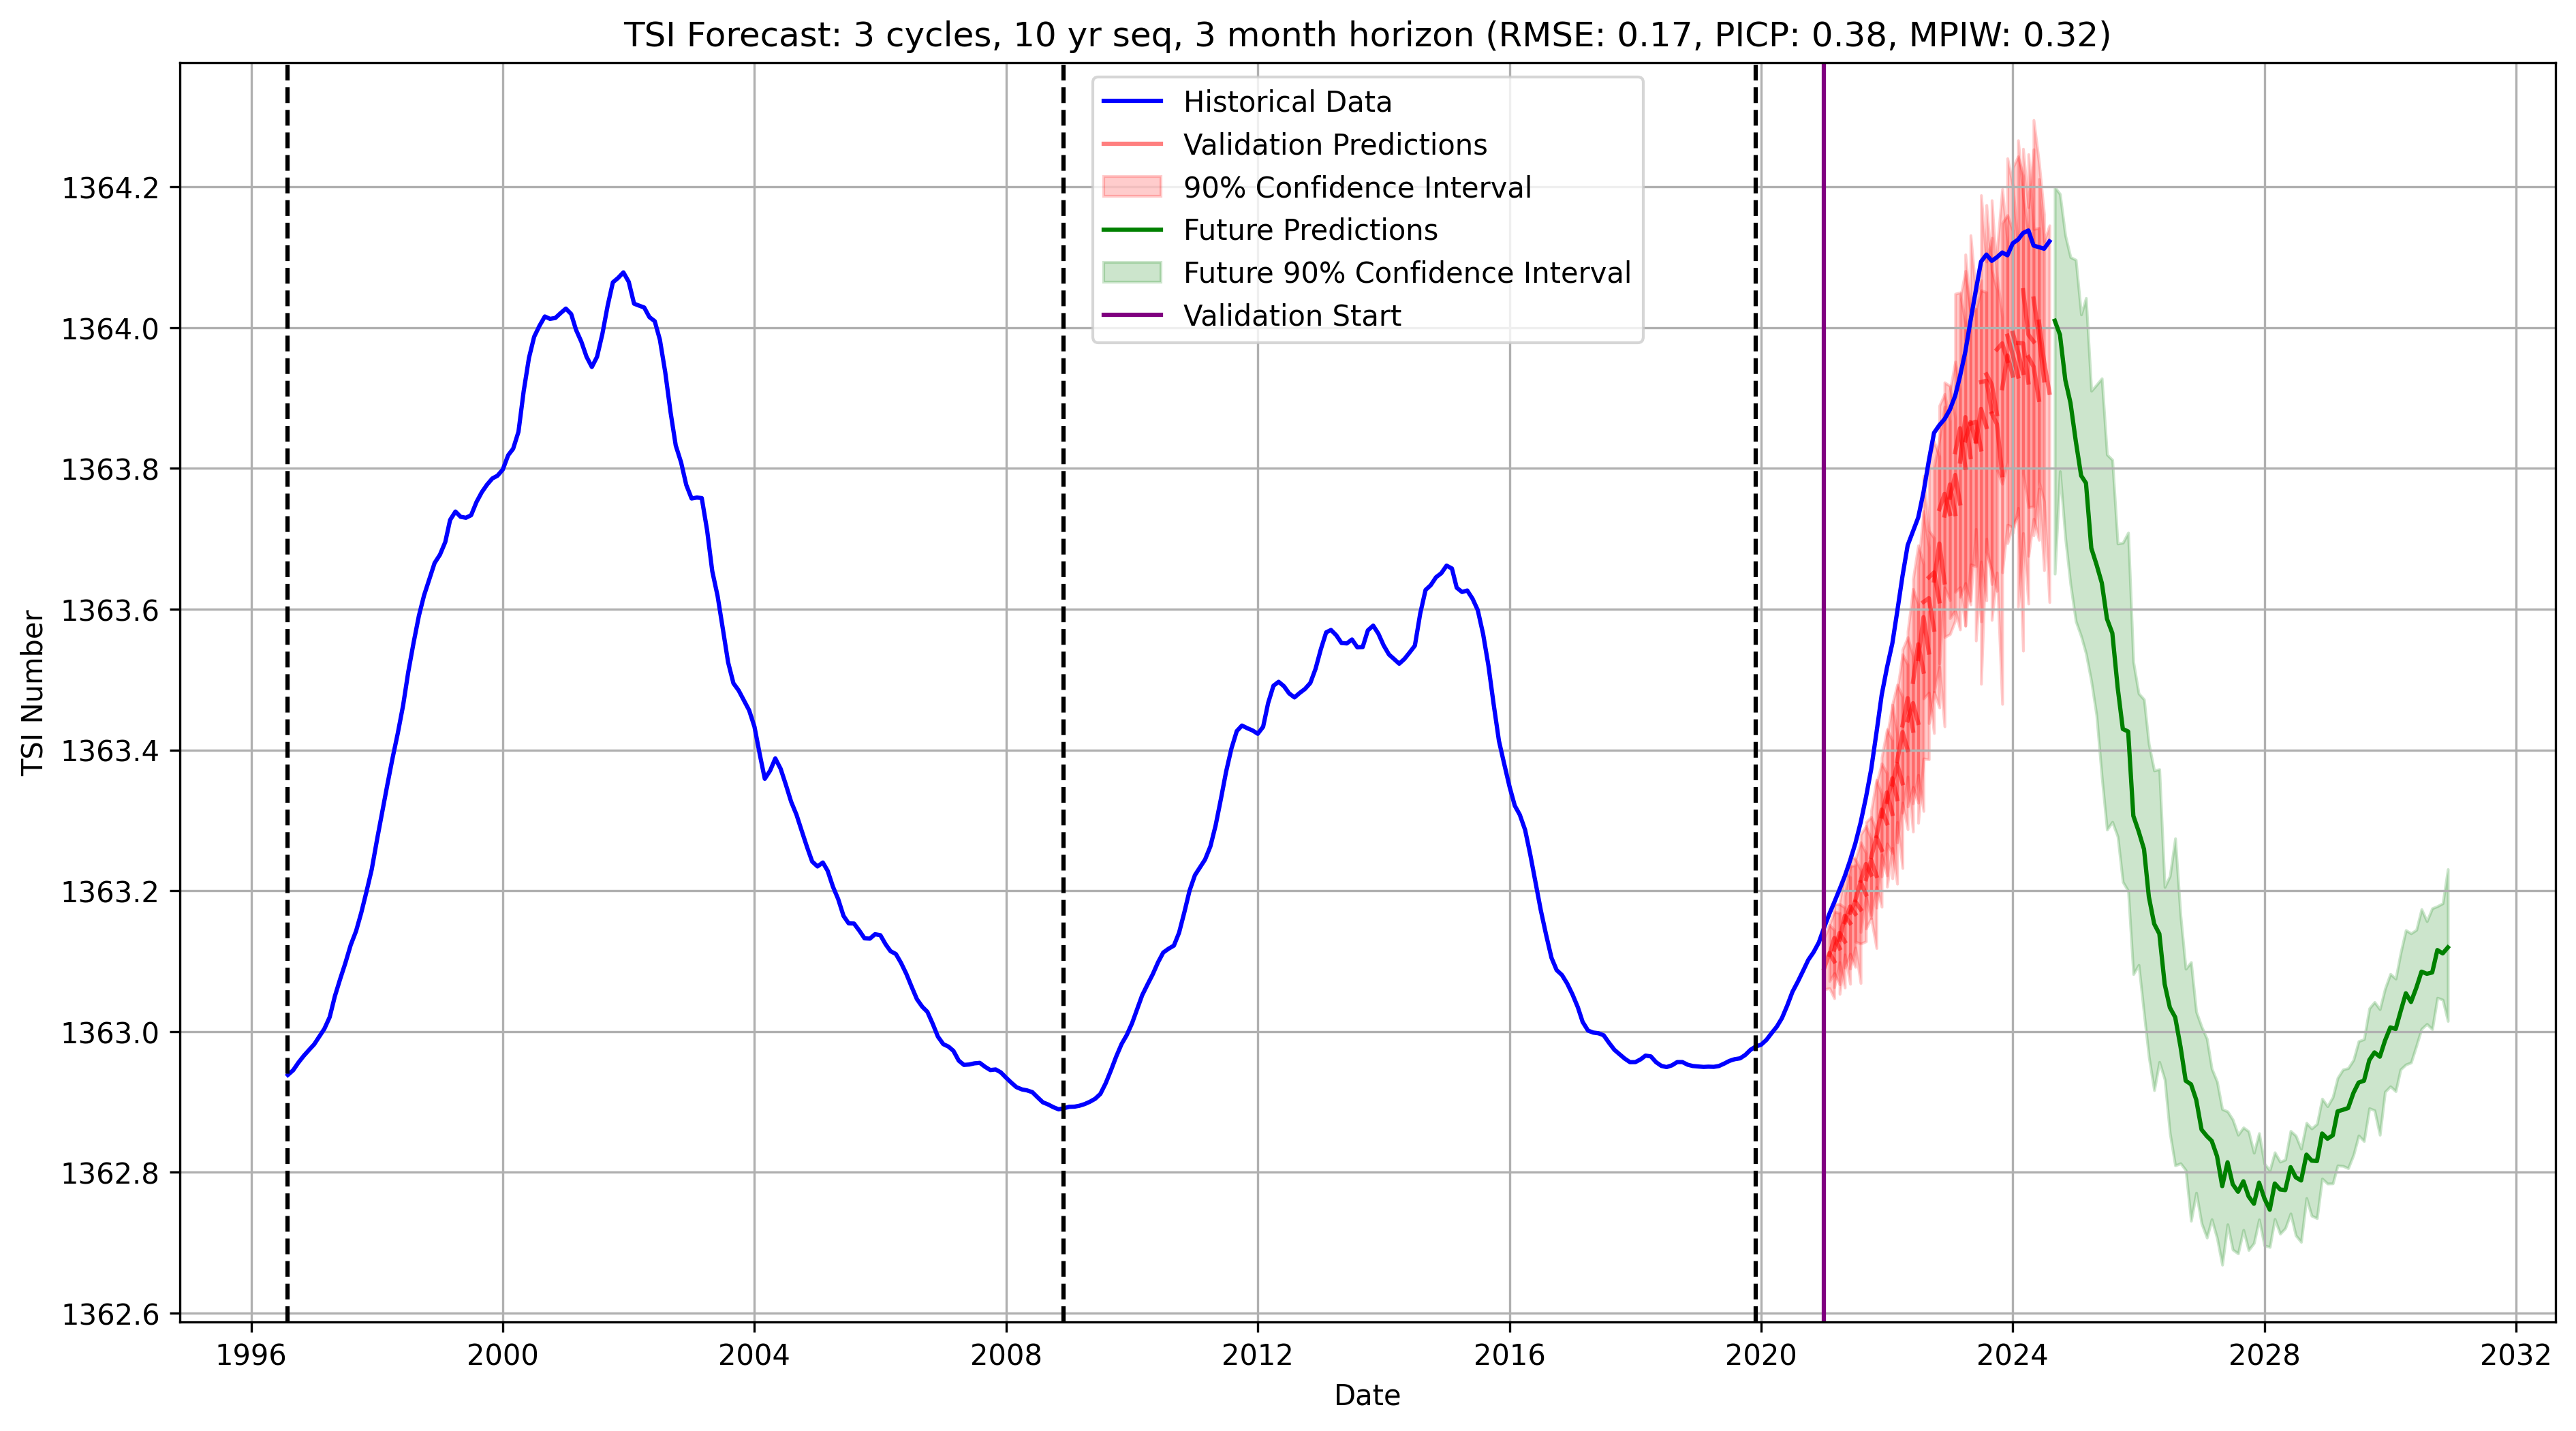 TSI Forecast: 3 cycles, 10 yr seq, 3 month horizon (RMSE: 0.17, PICP: 0.38, MPIW: 0.32)
Historical Data
Validation Predictions
90% Confidence Interval
Future Predictions
Future 90% Confidence Interval
Validation Start
TSI Number
1364.2
1364.0
1363.8
1363.6
1363.4
1363.2
1363.0
1362.8
1362.6
1996 2000 2004 2008 2012 2016 2020 2024 2028 2032
Date